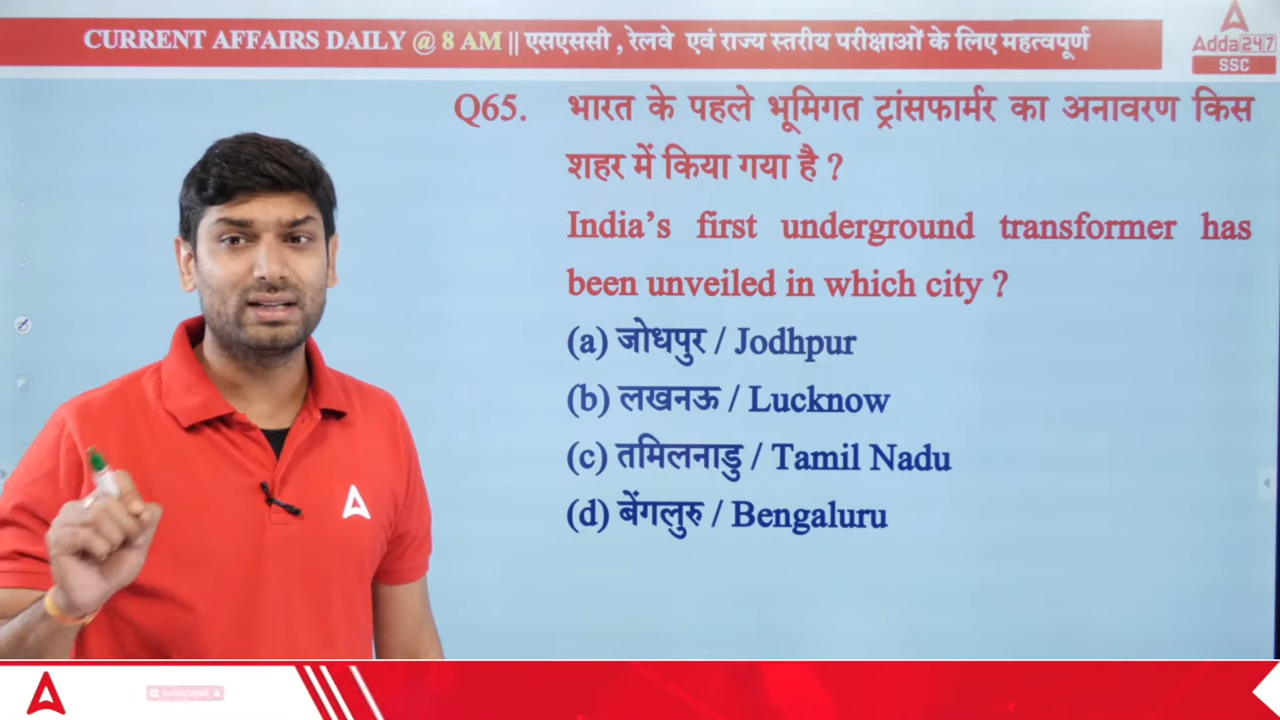 CURRENT AFFAIRS DAILY @ 8 AM || एसएससी , रेलवे एवं राज्य स्तरीय परीक्षाओं के लिए महत्वपूर्ण
Adda 247
SSC
Q65. भारत के पहले भूमिगत ट्रांसफार्मर का अनावरण किस
शहर में किया गया है ?
India’s first underground transformer has
been unveiled in which city ?
(a) जोधपुर / Jodhpur
(b) लखनऊ / Lucknow
(c) तमिलनाडु / Tamil Nadu
(d) बेंगलुरु / Bengaluru